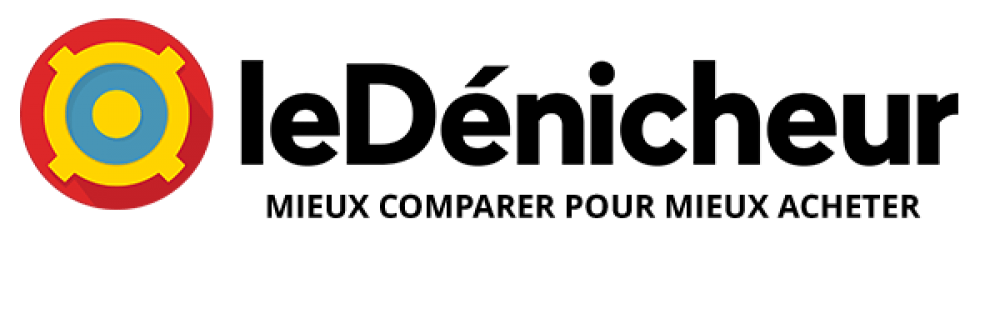 leDénicheur
MIEUX COMPARER POUR MIEUX ACHETER